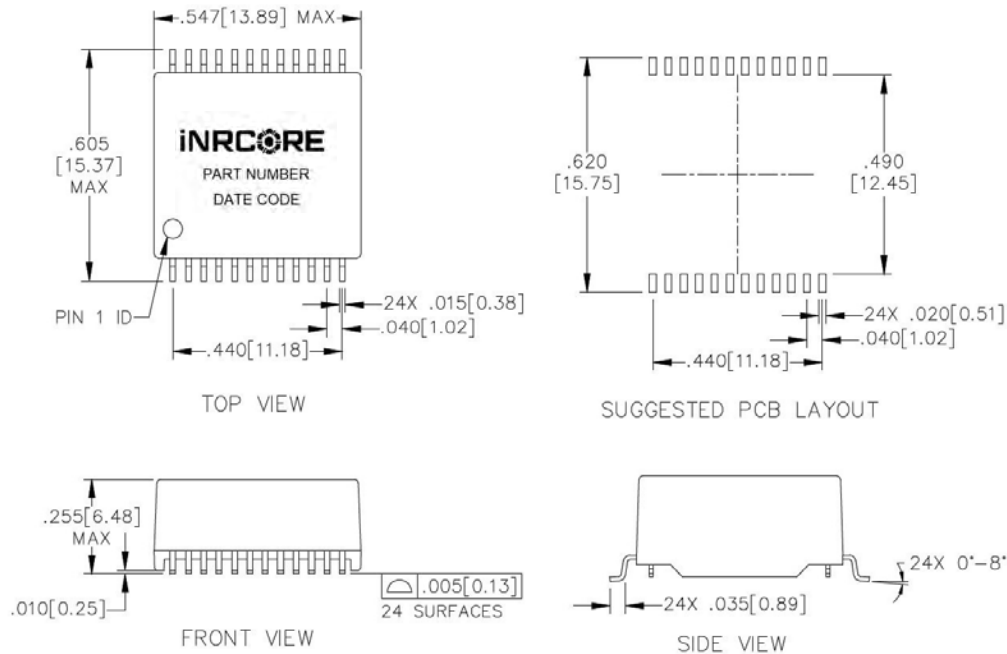 .547[13.89] MAX
.605
[15.37]
MAX
iNRCORE
PART NUMBER
DATE CODE
PIN 1 ID
24X .015[0.38]
.040[1.02]
.440[11.18]
TOP VIEW
.620
[15.75]
.490
[12.45]
24X .020[0.51]
.040[1.02]
.440[11.18]
SUGGESTED PCB LAYOUT
.255[6.48]
MAX
.010[0.25]
.005[0.13]
24 SURFACES
FRONT VIEW
24X 0°-8°
24X .035[0.89]
SIDE VIEW